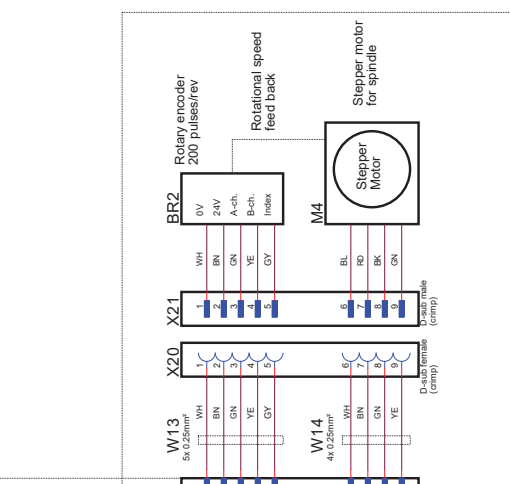 Rotary encoder
200 pulses/rev
Rotational speed
feed back
Stepper motor
for spindle
BR2
0V
24V
A-ch.
B-ch.
Index
M4
Stepper
Motor
WH
BN
GN
YE
GY
BL
RD
BK
GN
X21
1
2
3
4
5
6
7
8
9
D-sub male
(crimp)
X20
1
2
3
4
5
6
7
8
9
D-sub female
(crimp)
W13
5x 0.25mm²
WH
BN
GN
YE
GY
W14
4x 0.25mm²
WH
BN
GN
YE